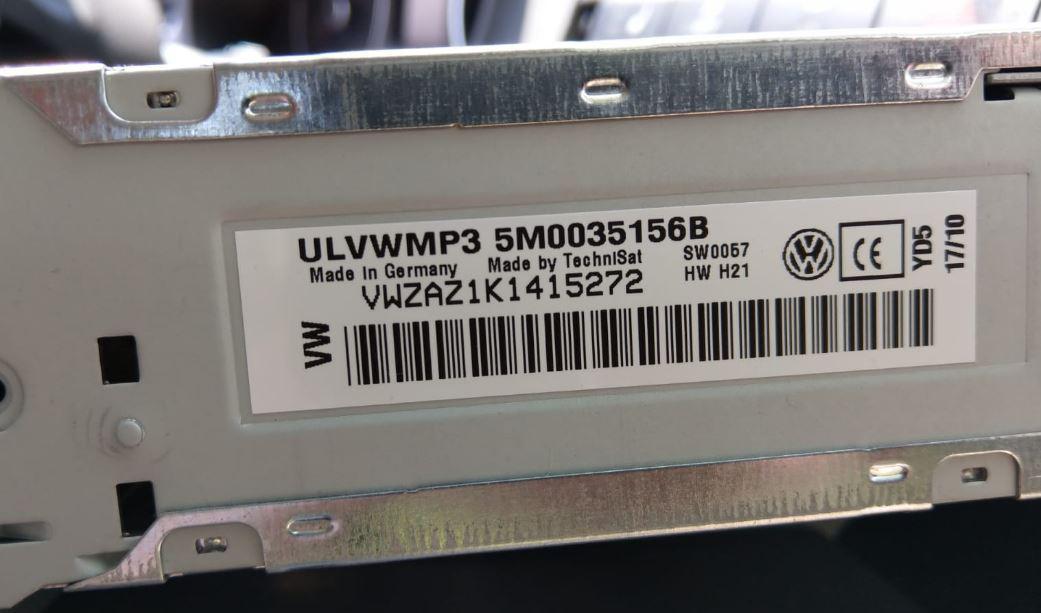 ULVWMP3 5M0035156B
Made in Germany Made by TechniSat
SW0057
HW H21
VWZAZ1K1415272
VW
CE
YD5
17/10